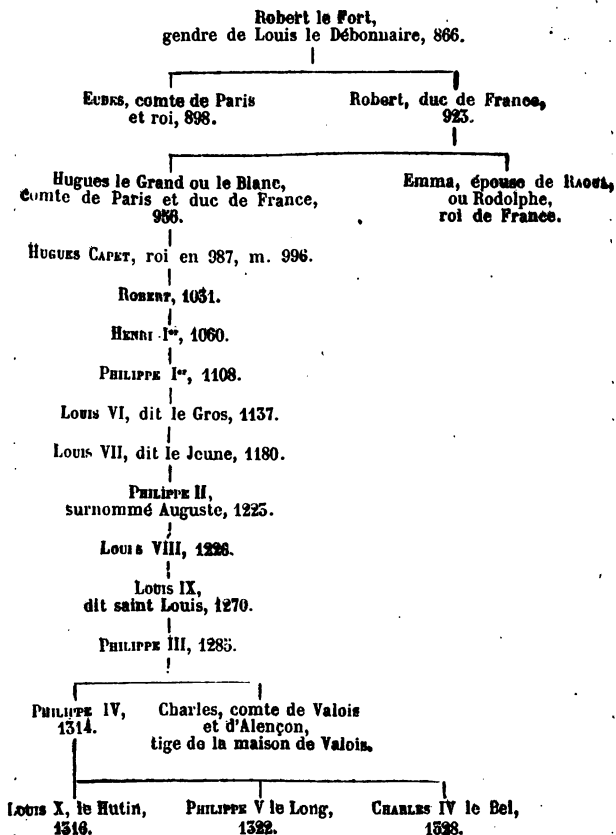 Robert le Fort,
gendre de Louis le Débonnaire, 866.
Eudes, comte de Paris
et roi, 898.
Robert, duc de France,
923.
Hugues le Grand ou le Blanc,
comte de Paris et duc de France,
956.
Emma, épouse de Raoul,
ou Rodolphe,
roi de France.
Hugues Capet, roi en 987, m. 996.
Robert, 1031.
Henri Ier, 1060.
Philippe Ier, 1108.
Louis VI, dit le Gros, 1137.
Louis VII, dit le Jeune, 1180.
Philippe II,
surnommé Auguste, 1223.
Louis VIII, 1226.
Louis IX,
dit saint Louis, 1270.
Philippe III, 1285.
Philippe IV,
1314.
Charles, comte de Valois
et d'Alençon,
tige de la maison de Valois.
Louis X, le Hutin,
1316.
Philippe V le Long,
1322.
Charles IV le Bel,
1328.